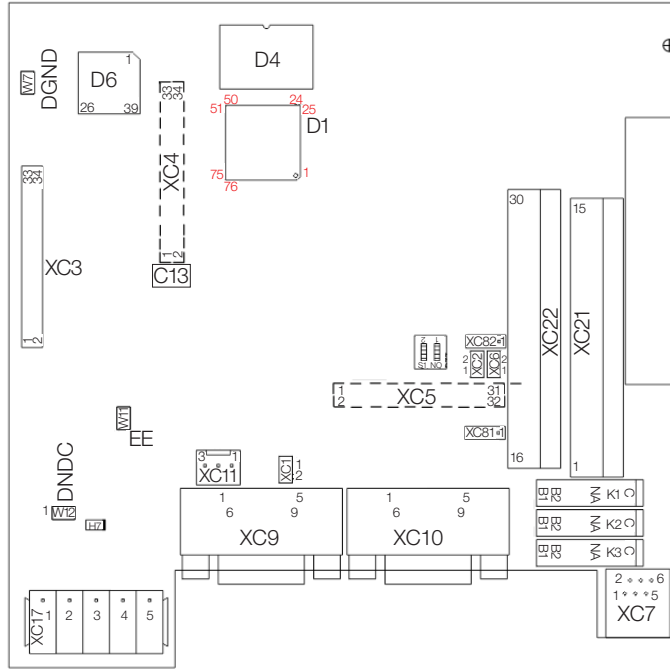 W7
DGND
1
D6
26 39
D4
33
34
XC4
1
2
C13
50 24
51 25
D1
75 1
76
33
34
XC3
1
2
30
XC22
16
15
XC21
1
2 1
S1 NO
XC82 1
2 XC2 XC6 2
1 1
1 31
2 XC5 32
XC81 1
W11
EE
DNDC
1 W12
H7
3 1
XC11
XC1 1
2
1 5
6 9
XC9
1 5
6 9
XC10
B1 B2 NA K1 C
B1 B2 NA K2 C
B1 B2 NA K3 C
XC17 1 2 3 4 5
2 6
1 5
XC7